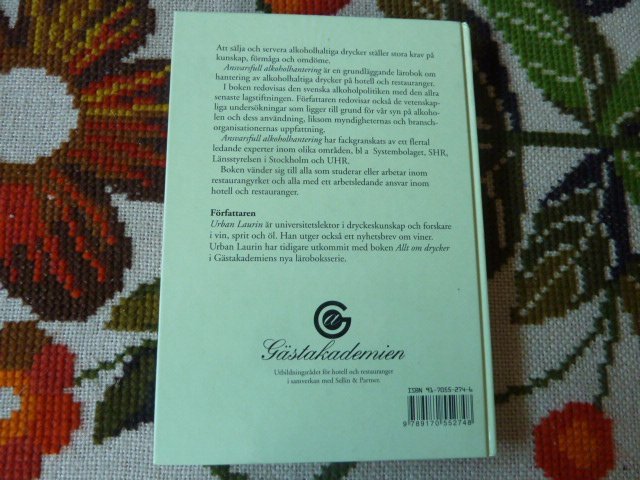 Att sälja och servera alkoholhaltiga drycker ställer stora krav på
kunskap, förmåga och omdöme.
Ansvarsfull alkoholhantering är en grundläggande lärobok om
hantering av alkoholhaltiga drycker på hotell och restauranger.
I boken redovisas den svenska alkoholpolitiken med den allra
senaste lagstiftningen. Författaren redovisar också de vetenskap-
liga undersökningar som ligger till grund för vår syn på alkoho-
len och dess användning, liksom myndigheternas och bransch-
organisationernas uppfattning.
Ansvarsfull alkoholhantering har fackgranskats av ett flertal
ledande experter inom olika områden, bl a Systembolaget, SHR,
Länsstyrelsen i Stockholm och UHR.
Boken vänder sig till alla som studerar eller arbetar inom
restaurangyrket och alla med ett arbetsledande ansvar inom
hotell och restauranger.
Författaren
Urban Laurin är universitetslektor i dryckeskunskap och forskare
i vin, sprit och öl. Han utger också ett nyhetsbrev om viner.
Urban Laurin har tidigare utkommit med boken Allt om drycker
i Gästakademiens nya läroboksserie.
Ga
Gästakademien
Utbildningsrådet för hotell och restauranger
i samverkan med Sellin & Partner.
ISBN 91-7055-274-6
9 789170 552748